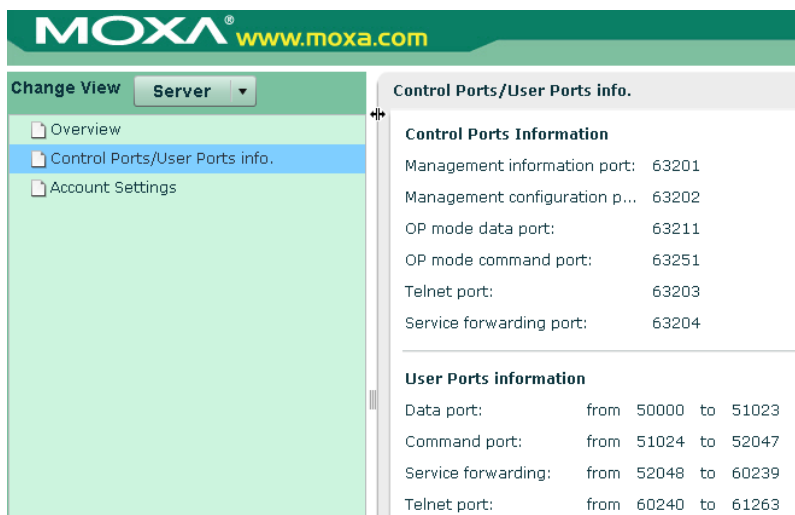 MOXA® www.moxa.com
Change View Server
Overview
Control Ports/User Ports info.
Account Settings
Control Ports/User Ports info.
Control Ports Information
Management information port: 63201
Management configuration p... 63202
OP mode data port: 63211
OP mode command port: 63251
Telnet port: 63203
Service forwarding port: 63204
User Ports information
Data port: from 50000 to 51023
Command port: from 51024 to 52047
Service forwarding: from 52048 to 60239
Telnet port: from 60240 to 61263